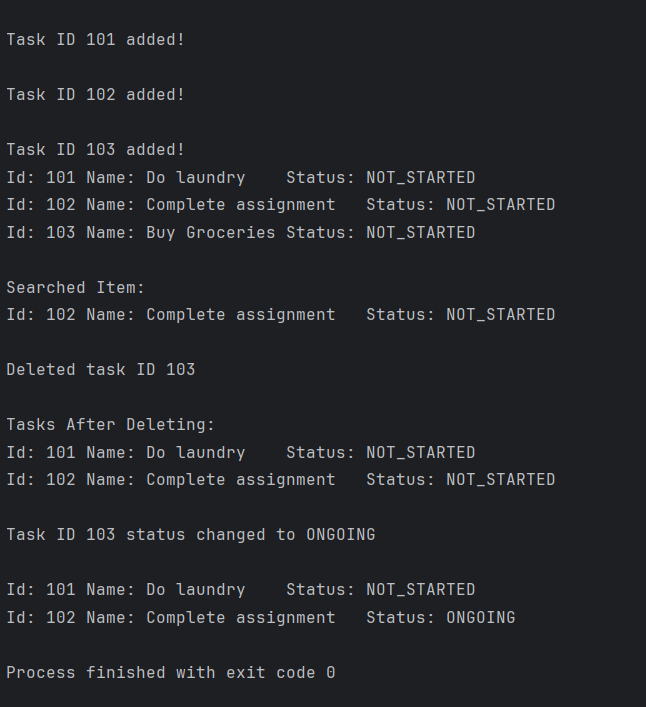 Task ID 101 added!
Task ID 102 added!
Task ID 103 added!
Id: 101 Name: Do laundry    Status: NOT_STARTED
Id: 102 Name: Complete assignment   Status: NOT_STARTED
Id: 103 Name: Buy Groceries Status: NOT_STARTED
Searched Item:
Id: 102 Name: Complete assignment   Status: NOT_STARTED
Deleted task ID 103
Tasks After Deleting:
Id: 101 Name: Do laundry    Status: NOT_STARTED
Id: 102 Name: Complete assignment   Status: NOT_STARTED
Task ID 103 status changed to ONGOING
Id: 101 Name: Do laundry    Status: NOT_STARTED
Id: 102 Name: Complete assignment   Status: ONGOING
Process finished with exit code 0